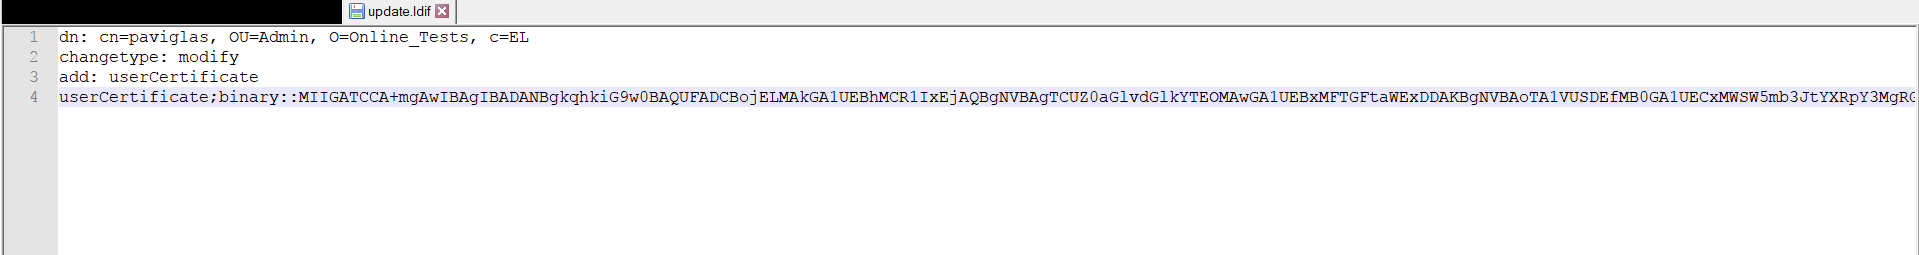 update.ldif
1 dn: cn=paviglas, OU=Admin, O=Online_Tests, c=EL
2 changetype: modify
3 add: userCertificate
4 userCertificate;binary::MIIGATCCA+mgAwIBAgIBADANBgkqhkiG9w0BAQUFADCBojELMAkGA1UEBhMCR1IxEjAQBgNVBAgTCUZ0aGlvdGlkYTEOMAwGA1UEBxMFTGFtaWExDDAKBgNVBAoTA1VUSDEfMB0GA1UECxMWSW5mb3JtYXRpY3MgRG